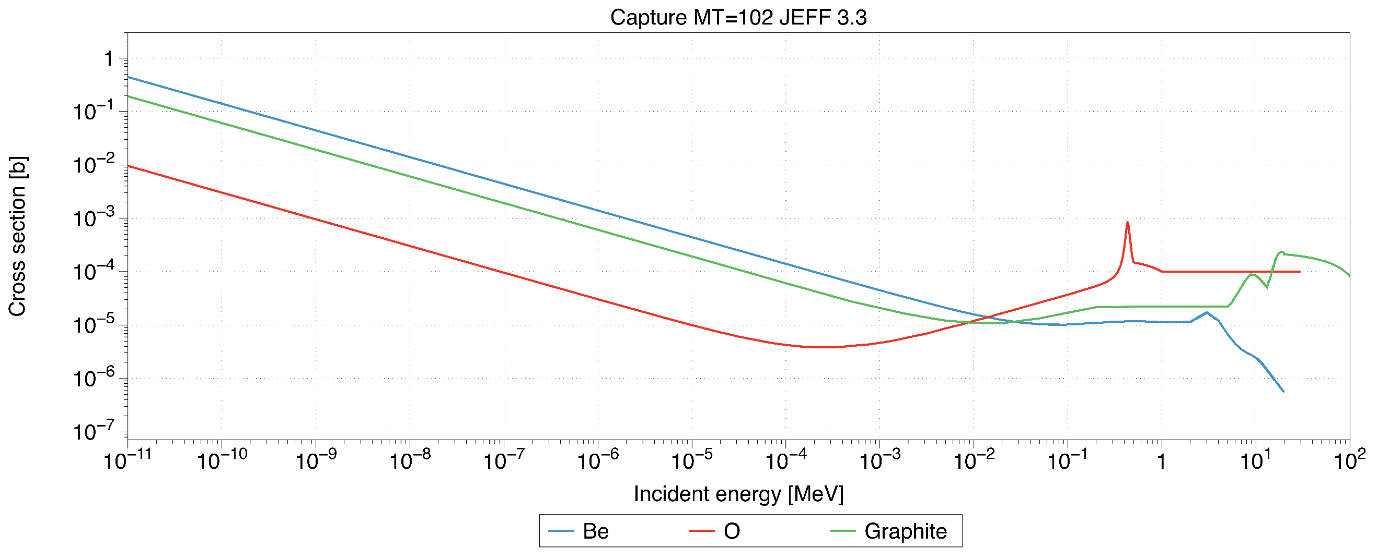 Capture MT=102 JEFF 3.3
Cross section [b]
1
10⁻¹
10⁻²
10⁻³
10⁻⁴
10⁻⁵
10⁻⁶
10⁻⁷
10⁻¹¹ 10⁻¹⁰ 10⁻⁹ 10⁻⁸ 10⁻⁷ 10⁻⁶ 10⁻⁵ 10⁻⁴ 10⁻³ 10⁻² 10⁻¹ 1 10¹ 10²
Incident energy [MeV]
Be O Graphite